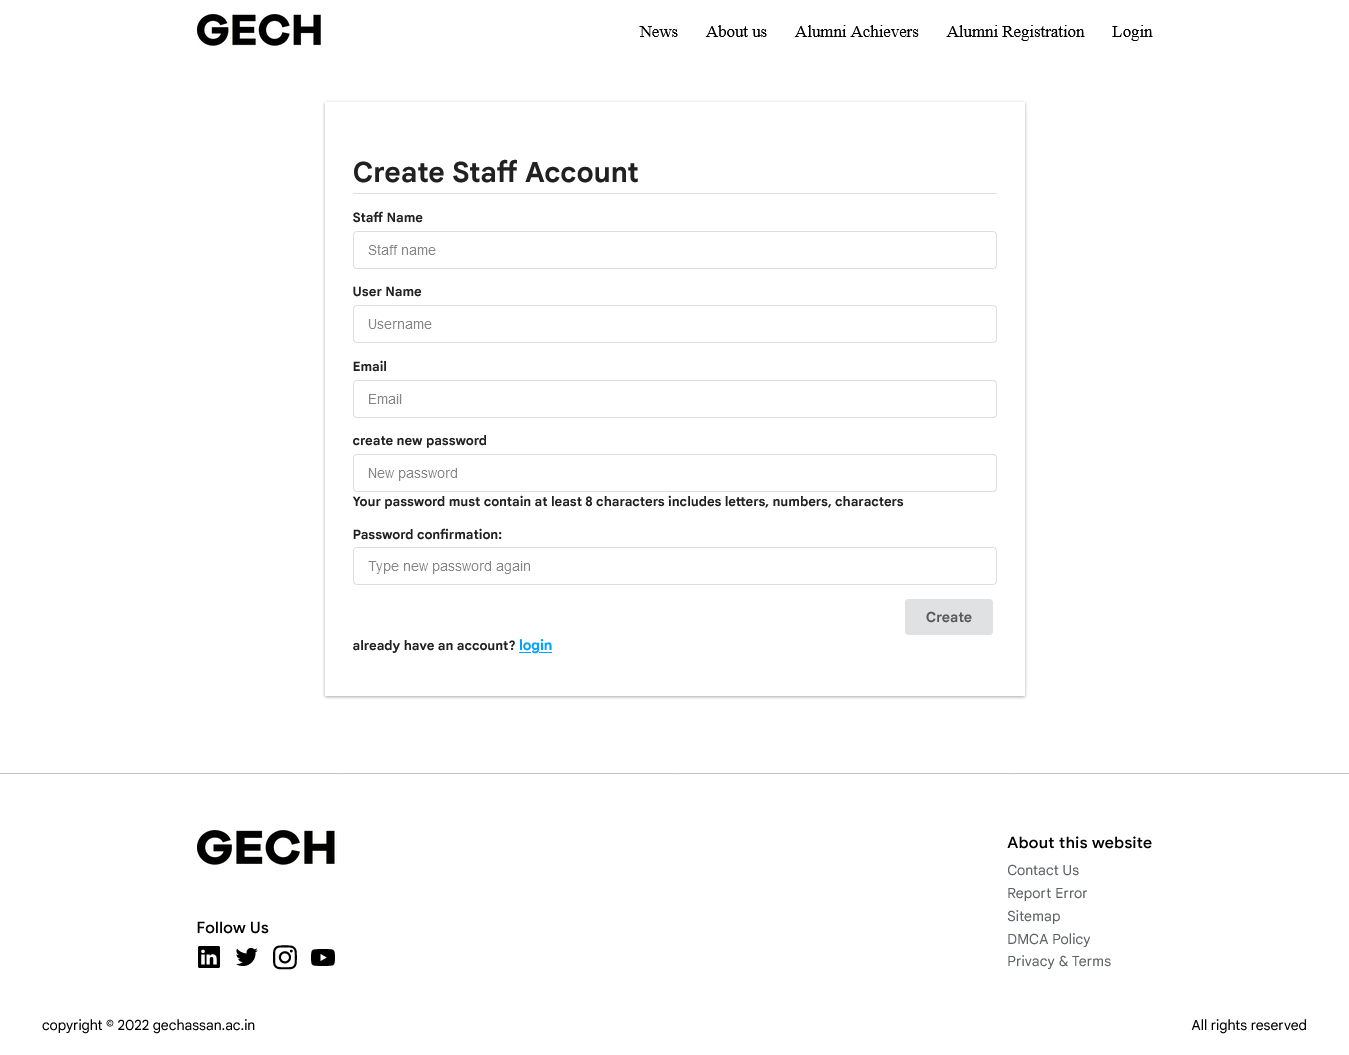 GECH
News
About us
Alumni Achievers
Alumni Registration
Login
Create Staff Account
Staff Name
Staff name
User Name
Username
Email
Email
create new password
New password
Your password must contain at least 8 characters includes letters, numbers, characters
Password confirmation:
Type new password again
Create
already have an account? login
GECH
Follow Us
About this website
Contact Us
Report Error
Sitemap
DMCA Policy
Privacy & Terms
copyright © 2022 gechassan.ac.in
All rights reserved